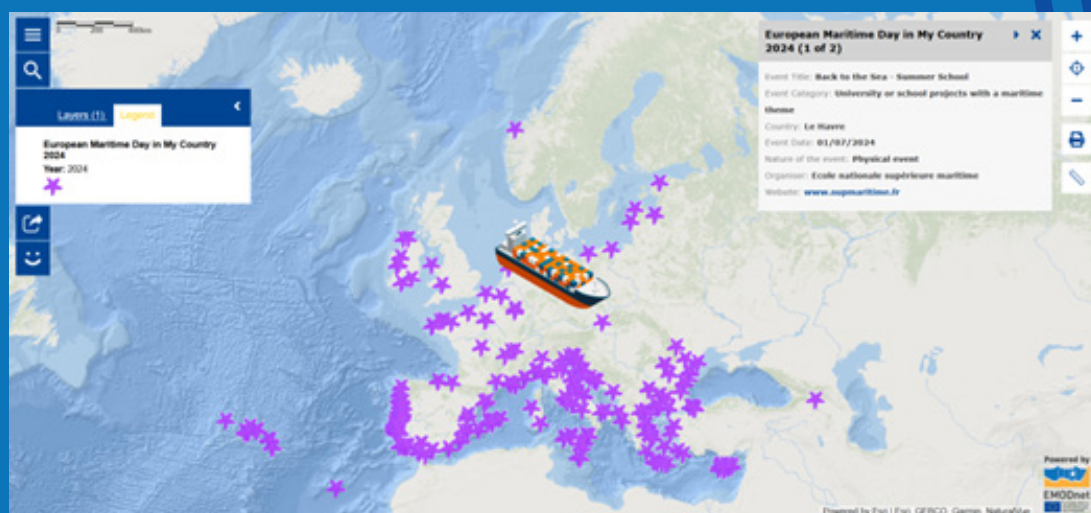 0 200 400km
Layers (1) Legend
European Maritime Day in My Country
2024
Year: 2024
European Maritime Day in My Country
2024 (1 of 2)
Event Title: Back to the Sea - Summer School
Event Category: University or school projects with a maritime
theme
Country: Le Havre
Event Date: 01/07/2024
Nature of the event: Physical event
Organiser: Ecole nationale supérieure maritime
Website: www.supmaritime.fr
Powered by
EMODnet
Powered by Esri | Esri, GEBCO, Garmin, NaturalVue